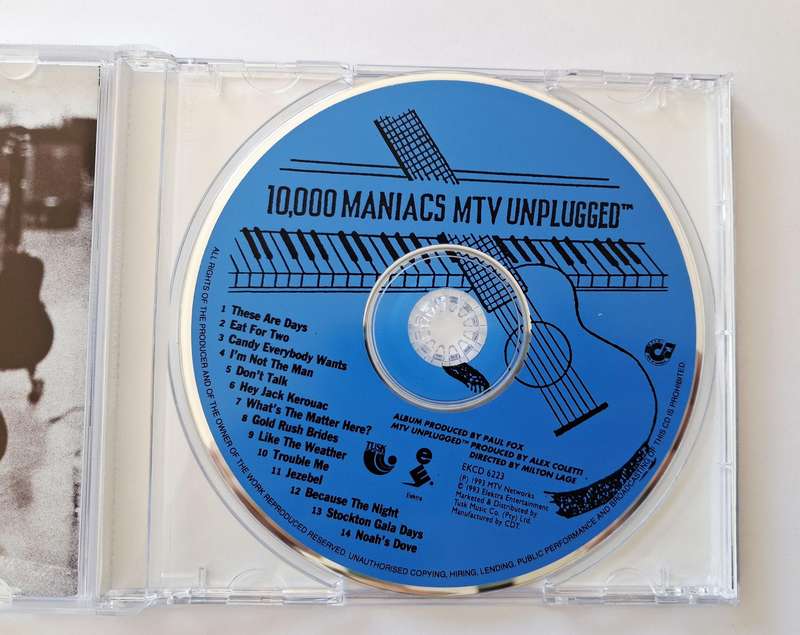 10,000 MANIACS MTV UNPLUGGED™
1 These Are Days
2 Eat For Two
3 Candy Everybody Wants
4 I'm Not The Man
5 Don't Talk
6 Hey Jack Kerouac
7 What's The Matter Here?
8 Gold Rush Brides
9 Like The Weather
10 Trouble Me
11 Jezebel
12 Because The Night
13 Stockton Gala Days
14 Noah's Dove
TUSK
Elektra
ALBUM PRODUCED BY PAUL FOX
MTV UNPLUGGED™ PRODUCED BY ALEX COLETTI
DIRECTED BY MILTON LAGE
EKCD 6223
(P) 1993 MTV Networks
© 1993 Elektra Entertainment
Marketed & Distributed by
Tusk Music Co. (Pty) Ltd.
Manufactured by CDT.
ALL RIGHTS OF THE PRODUCER AND OF THE OWNER OF THE WORK REPRODUCED RESERVED. UNAUTHORISED COPYING, HIRING, LENDING, PUBLIC PERFORMANCE AND BROADCASTING OF THIS CD IS PROHIBITED